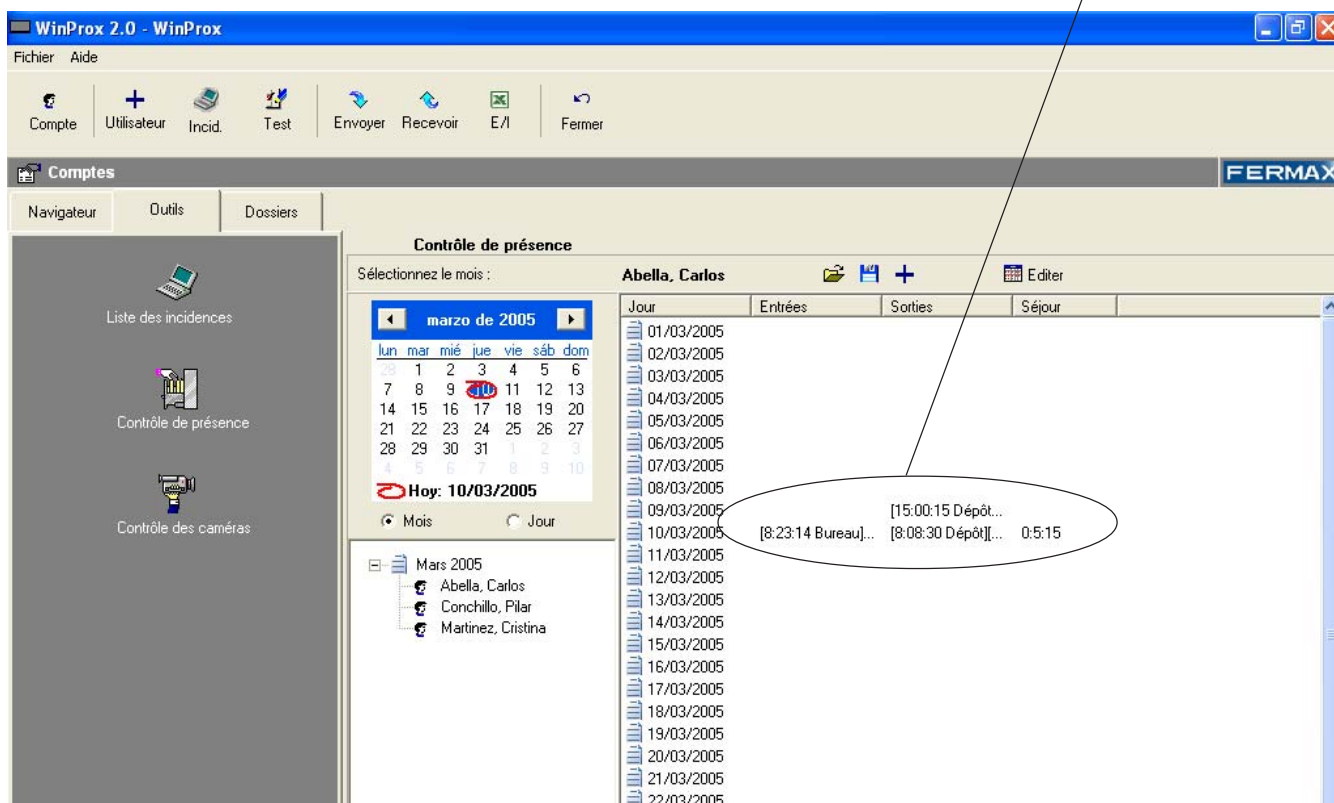 WinProx 2.0 - WinProx
Fichier Aide
Compte Utilisateur Incid. Test Envoyer Recevoir E/I Fermer
Comptes FERMAX
Navigateur Outils Dossiers
Liste des incidences
Contrôle de présence
Contrôle des caméras
Contrôle de présence
Sélectionnez le mois :
marzo de 2005
lun mar mié jue vie sáb dom
28 1 2 3 4 5 6
7 8 9 10 11 12 13
14 15 16 17 18 19 20
21 22 23 24 25 26 27
28 29 30 31 1 2 3
4 5 6 7 8 9 10
Hoy: 10/03/2005
Mois Jour
Mars 2005
Abella, Carlos
Conchillo, Pilar
Martinez, Cristina
Abella, Carlos Editer
Jour Entrées Sorties Séjour
01/03/2005
02/03/2005
03/03/2005
04/03/2005
05/03/2005
06/03/2005
07/03/2005
08/03/2005
09/03/2005 [15:00:15 Dépôt...
10/03/2005 [8:23:14 Bureau]... [8:08:30 Dépôt][... 0:5:15
11/03/2005
12/03/2005
13/03/2005
14/03/2005
15/03/2005
16/03/2005
17/03/2005
18/03/2005
19/03/2005
20/03/2005
21/03/2005
22/03/2005